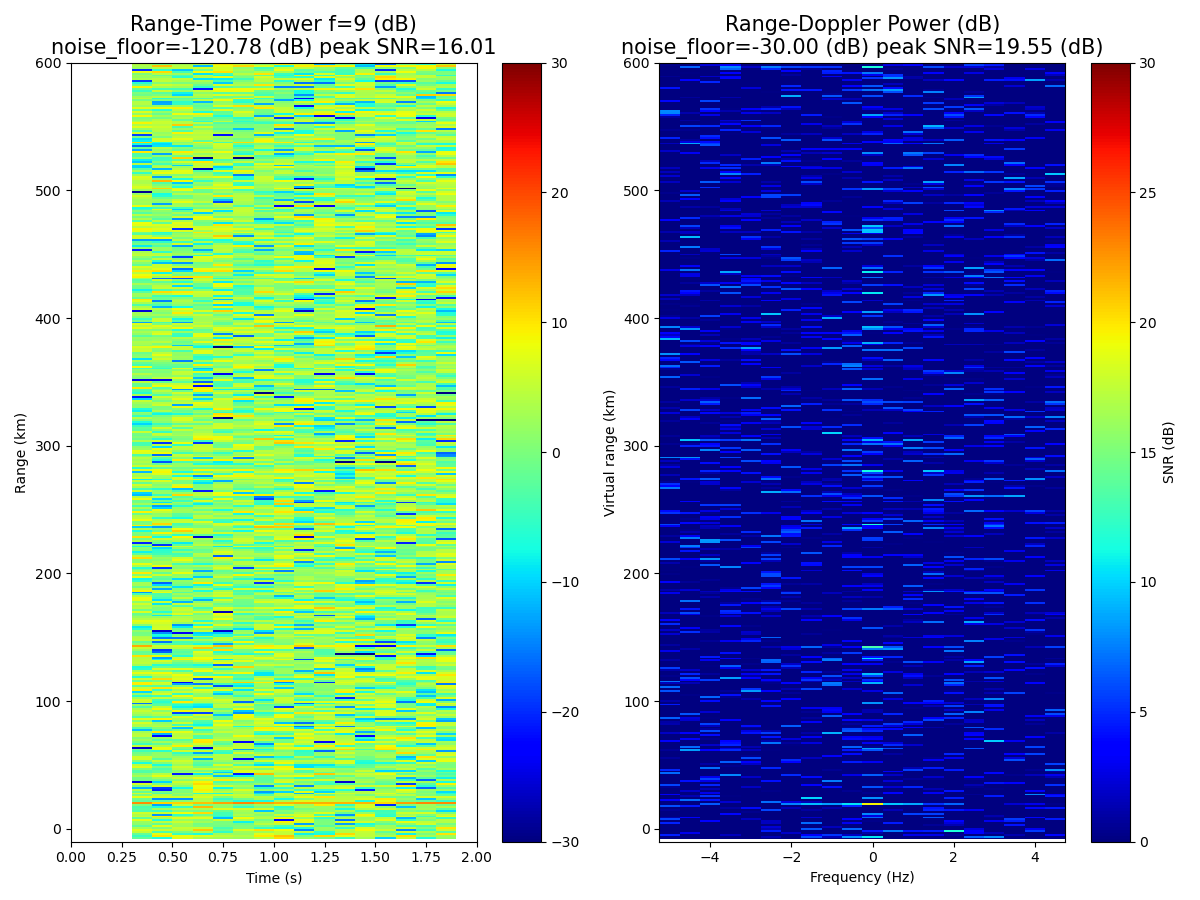 Range-Time Power f=9 (dB)
noise_floor=-120.78 (dB) peak SNR=16.01
Range (km)
600
500
400
300
200
100
0
0.00 0.25 0.50 0.75 1.00 1.25 1.50 1.75 2.00
Time (s)
30
20
10
0
−10
−20
−30
Range-Doppler Power (dB)
noise_floor=-30.00 (dB) peak SNR=19.55 (dB)
Virtual range (km)
600
500
400
300
200
100
0
−4 −2 0 2 4
Frequency (Hz)
30
25
20
15
10
5
0
SNR (dB)